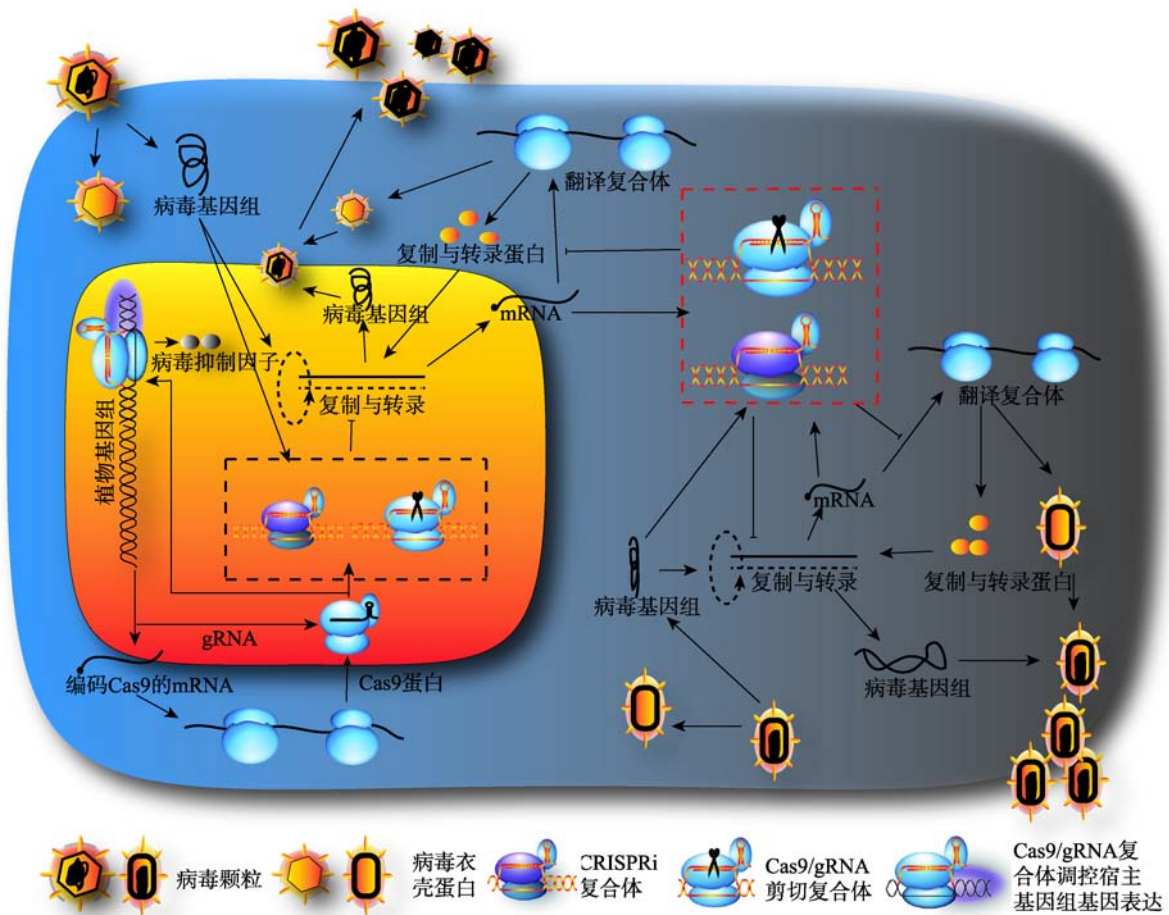 翻译复合体
病毒基因组
复制与转录蛋白
病毒基因组
mRNA
病毒抑制因子
复制与转录
植物基因组
翻译复合体
mRNA
复制与转录
复制与转录蛋白
病毒基因组
gRNA
编码Cas9的mRNA
Cas9蛋白
病毒基因组
病毒颗粒
病毒衣
壳蛋白
CRISPRi
复合体
Cas9/gRNA
剪切复合体
Cas9/gRNA复
合体调控宿主
基因组基因表达